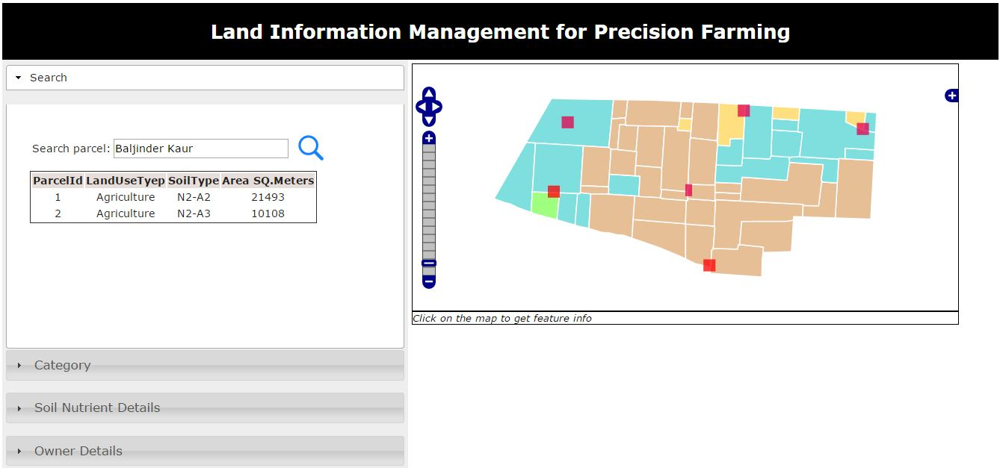 Land Information Management for Precision Farming
Search
Search parcel: Baljinder Kaur
ParcelId LandUseTyep SoilType Area SQ.Meters
1 Agriculture N2-A2 21493
2 Agriculture N2-A3 10108
Category
Soil Nutrient Details
Owner Details
Click on the map to get feature info